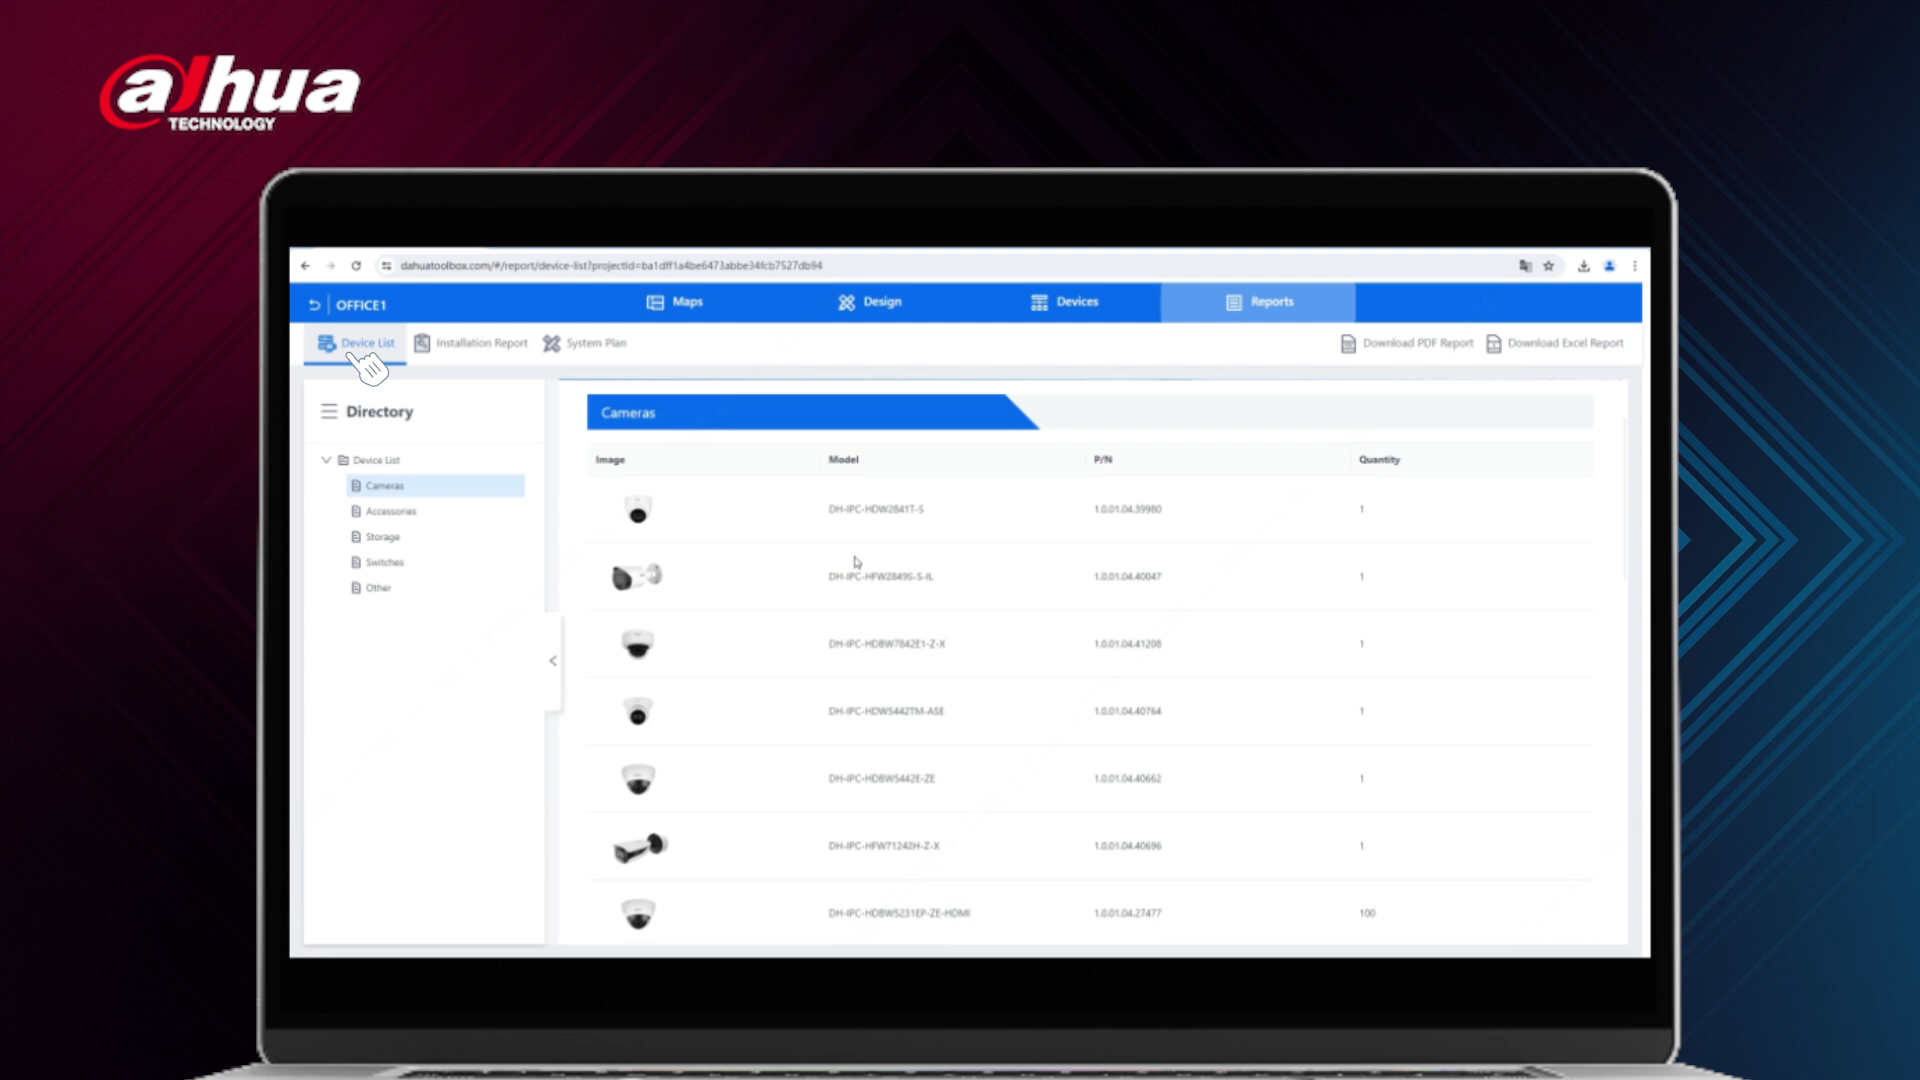 alhua
TECHNOLOGY
dahuatoolbox.com/#/report/device-list?projectId=ba1dff1a4be6473abbe34fcb7527db94
OFFICE1
Maps
Design
Devices
Reports
Device List
Installation Report
System Plan
Download PDF Report
Download Excel Report
Directory
Device List
Cameras
Accessories
Storage
Switches
Other
Cameras
Image Model P/N Quantity
DH-IPC-HDW2841T-S 1.0.01.04.39980 1
DH-IPC-HFW2849S-S-IL 1.0.01.04.40047 1
DH-IPC-HDBW7842E1-Z-X 1.0.01.04.41208 1
DH-IPC-HDW5442TM-ASE 1.0.01.04.40764 1
DH-IPC-HDBW5442E-ZE 1.0.01.04.40662 1
DH-IPC-HFW71242H-Z-X 1.0.01.04.40696 1
DH-IPC-HDBW5231EP-ZE-HDMI 1.0.01.04.27477 100